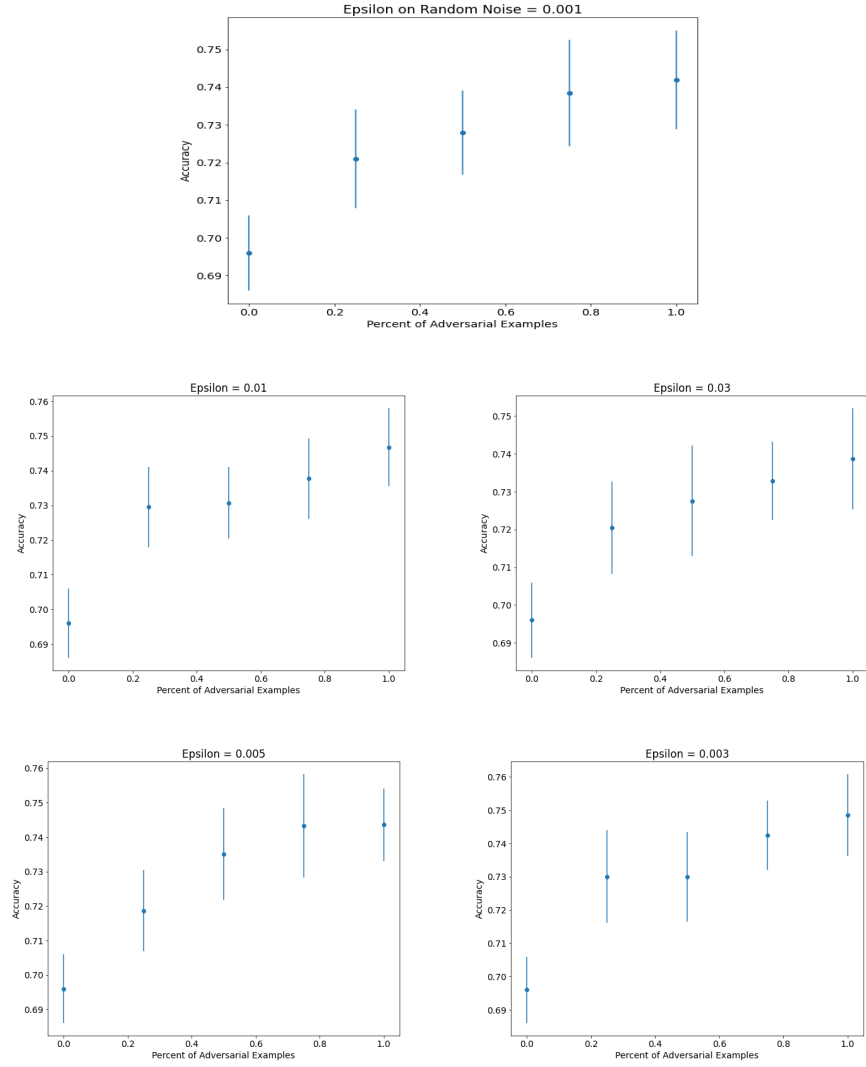 Epsilon on Random Noise = 0.001
0.75
0.74
0.73
0.72
0.71
0.70
0.69
Accuracy
0.0 0.2 0.4 0.6 0.8 1.0
Percent of Adversarial Examples
Epsilon = 0.01
0.76
0.75
0.74
0.73
0.72
0.71
0.70
0.69
Accuracy
0.0 0.2 0.4 0.6 0.8 1.0
Percent of Adversarial Examples
Epsilon = 0.03
0.75
0.74
0.73
0.72
0.71
0.70
0.69
Accuracy
0.0 0.2 0.4 0.6 0.8 1.0
Percent of Adversarial Examples
Epsilon = 0.005
0.76
0.75
0.74
0.73
0.72
0.71
0.70
0.69
Accuracy
0.0 0.2 0.4 0.6 0.8 1.0
Percent of Adversarial Examples
Epsilon = 0.003
0.76
0.75
0.74
0.73
0.72
0.71
0.70
0.69
Accuracy
0.0 0.2 0.4 0.6 0.8 1.0
Percent of Adversarial Examples